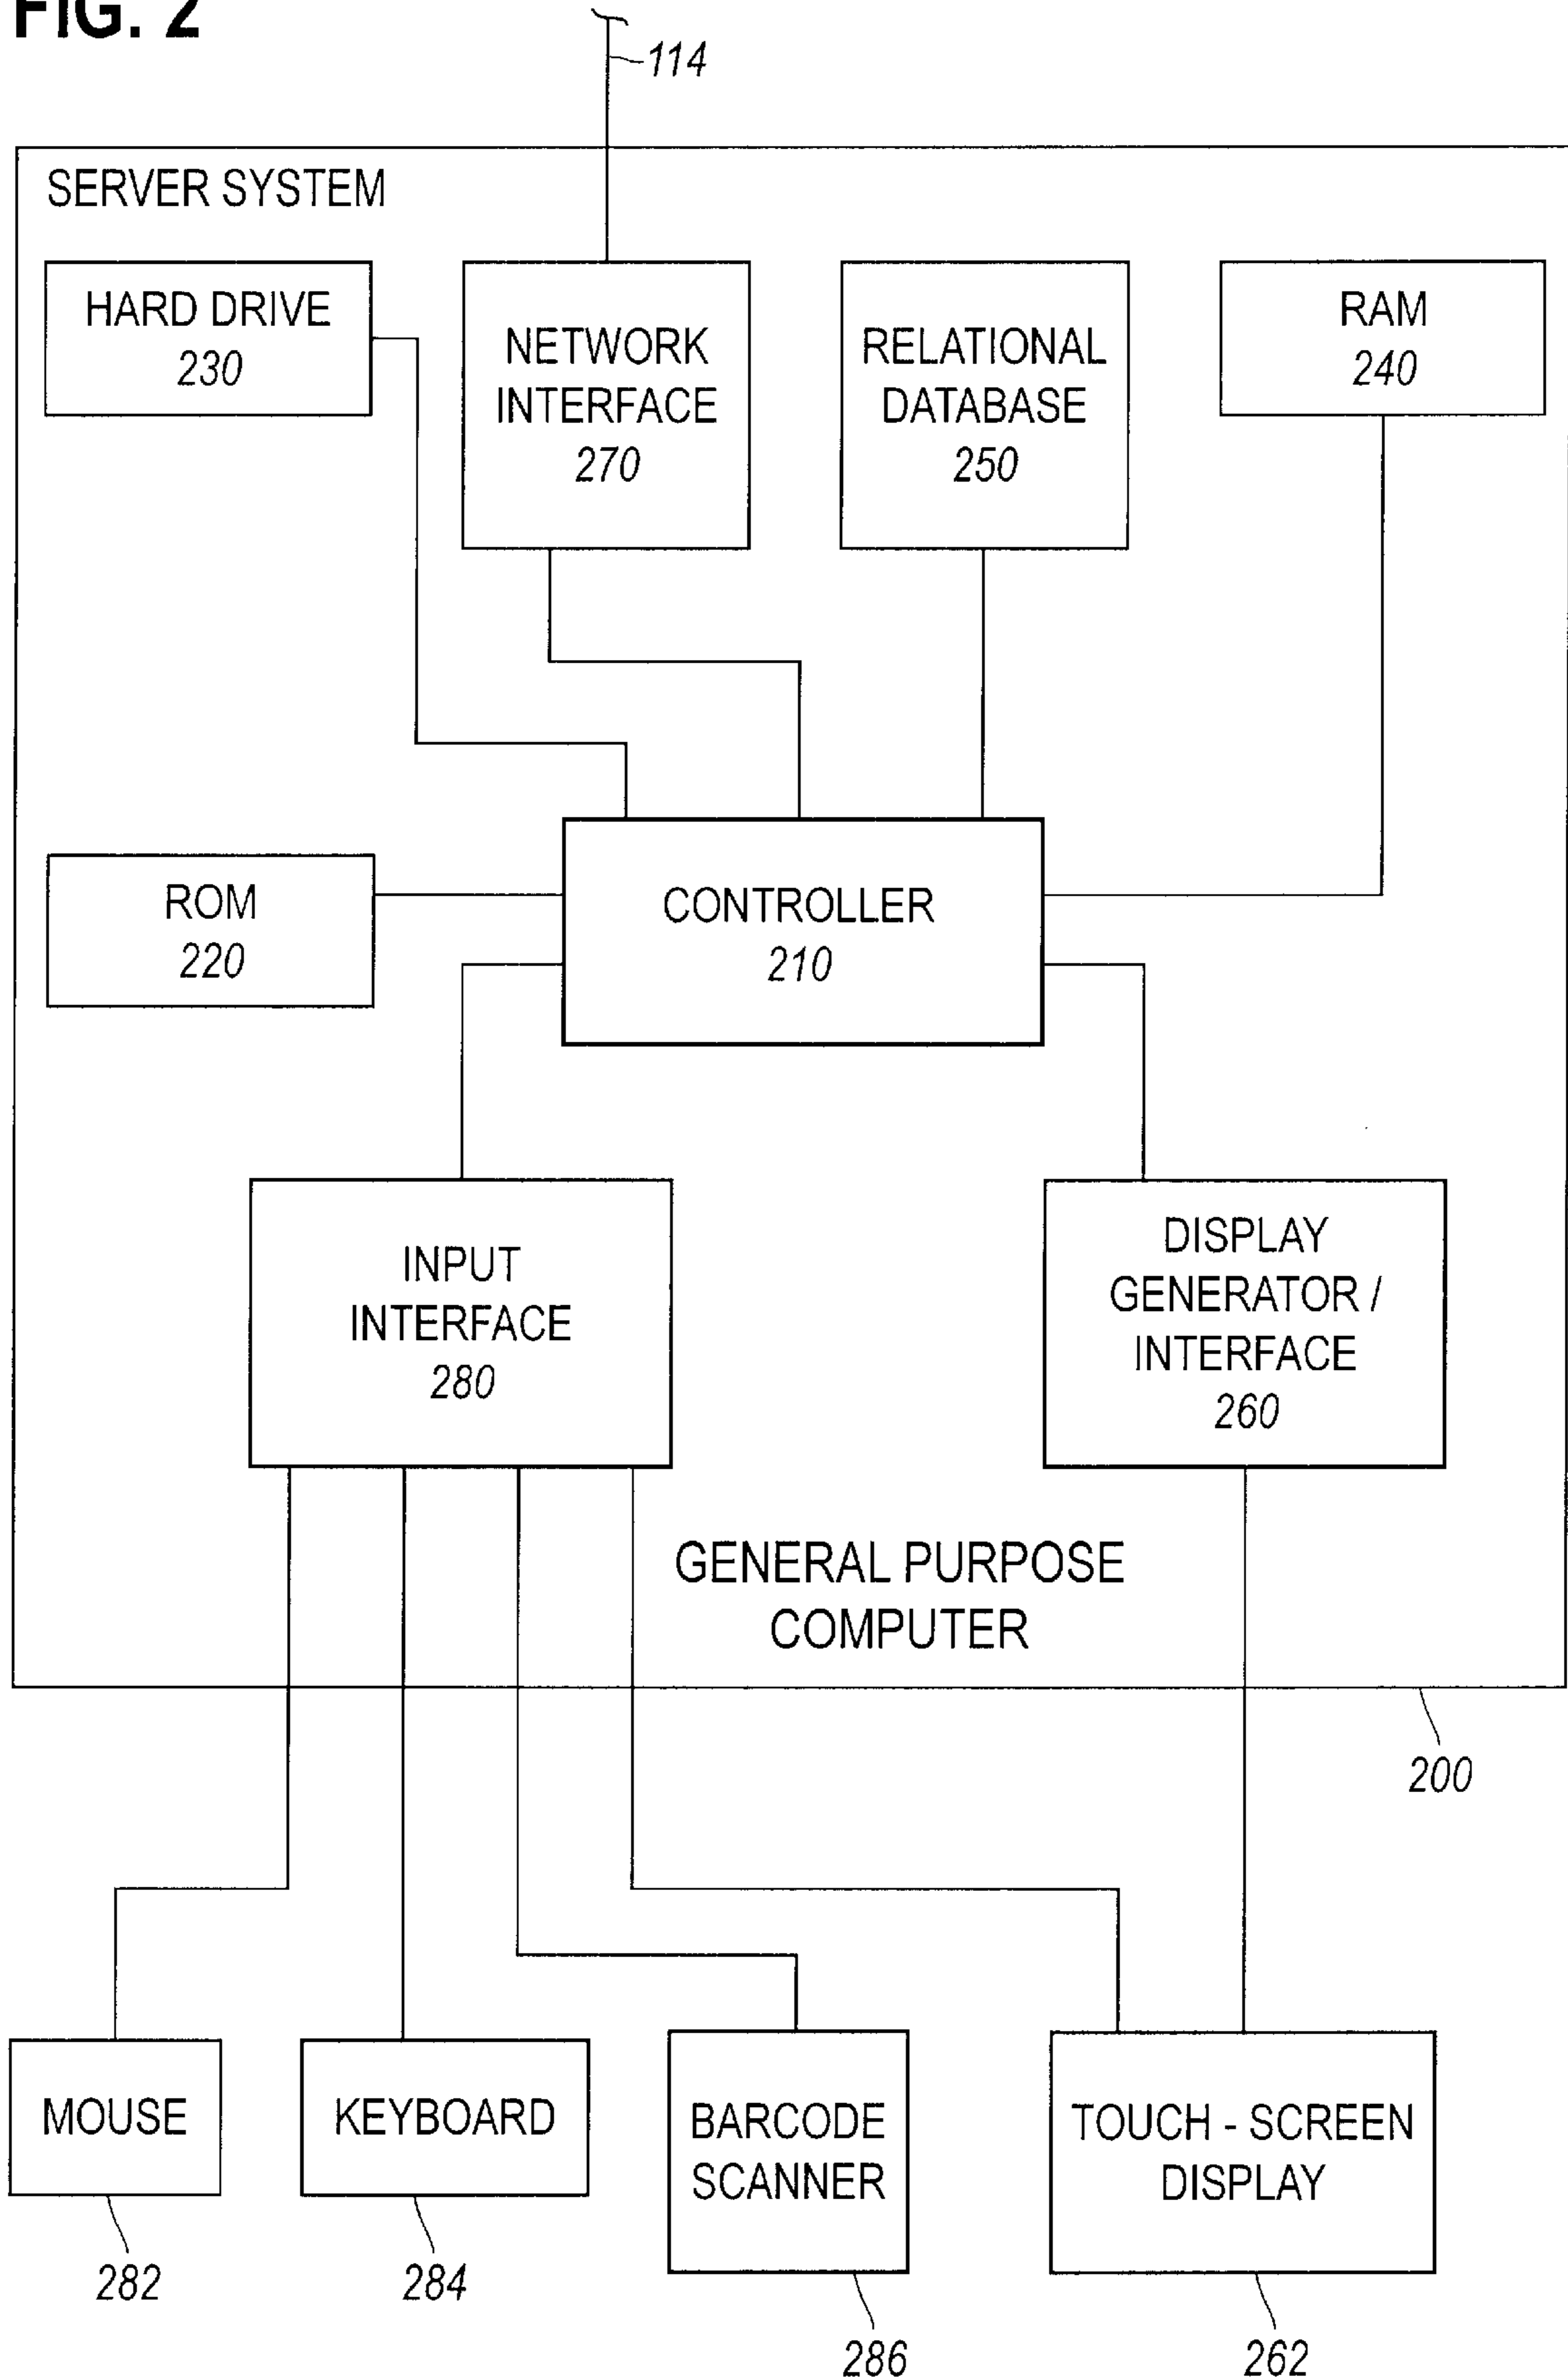 FIG. 2
114
SERVER SYSTEM
HARD DRIVE
230
NETWORK
INTERFACE
270
RELATIONAL
DATABASE
250
RAM
240
ROM
220
CONTROLLER
210
INPUT
INTERFACE
280
DISPLAY
GENERATOR /
INTERFACE
260
GENERAL PURPOSE
COMPUTER
200
MOUSE
KEYBOARD
BARCODE
SCANNER
TOUCH - SCREEN
DISPLAY
282
284
286
262